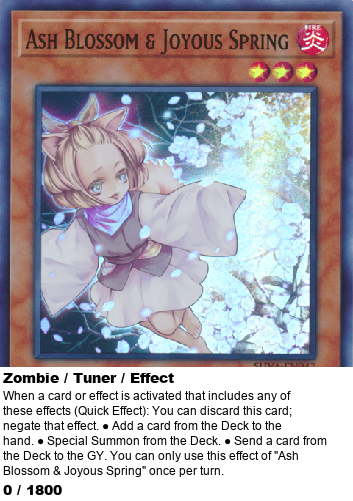 ASH BLOSSOM & JOYOUS SPRING
FIRE
炎
Zombie / Tuner / Effect
When a card or effect is activated that includes any of
these effects (Quick Effect): You can discard this card;
negate that effect. ● Add a card from the Deck to the
hand. ● Special Summon from the Deck. ● Send a card from
the Deck to the GY. You can only use this effect of "Ash
Blossom & Joyous Spring" once per turn.
0 / 1800